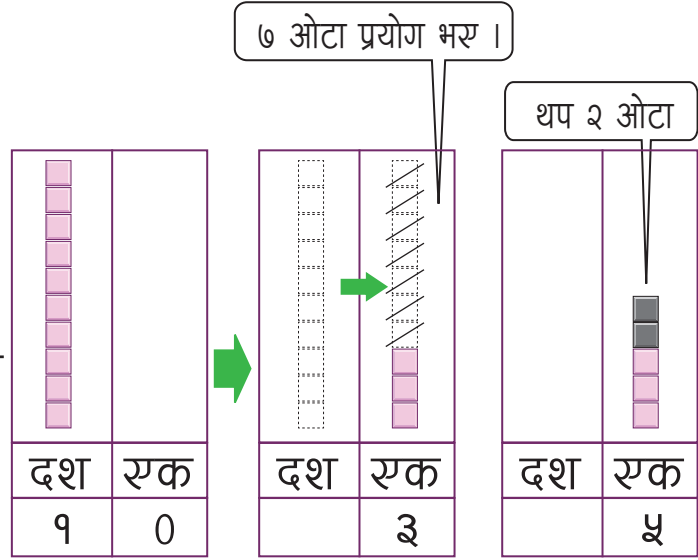 ७ ओटा प्रयोग भए ।
थप २ ओटा
दश एक
१ 0
दश एक
३
दश एक
५